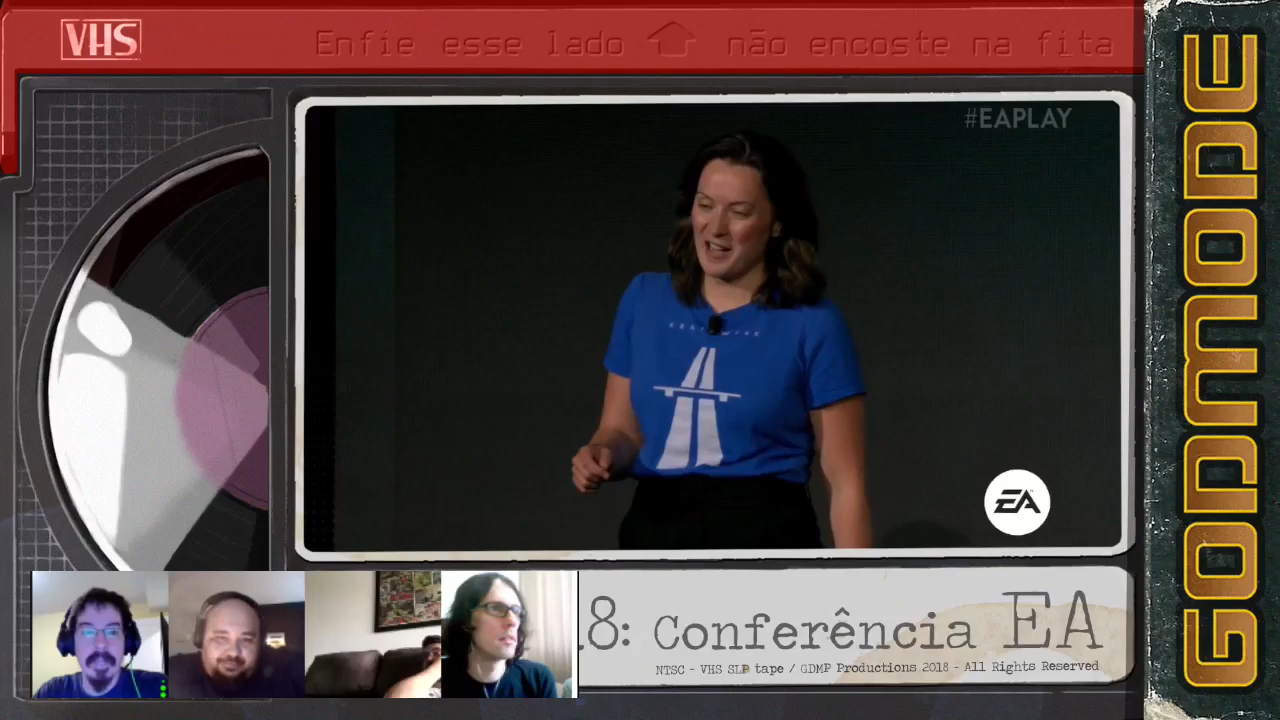 VHS
Enfie esse lado não encoste na fita
#EAPLAY
EA
18: Conferência EA
NTSC - VHS SLP tape / GDMP Productions 2018 - All Rights Reserved
GODMODE